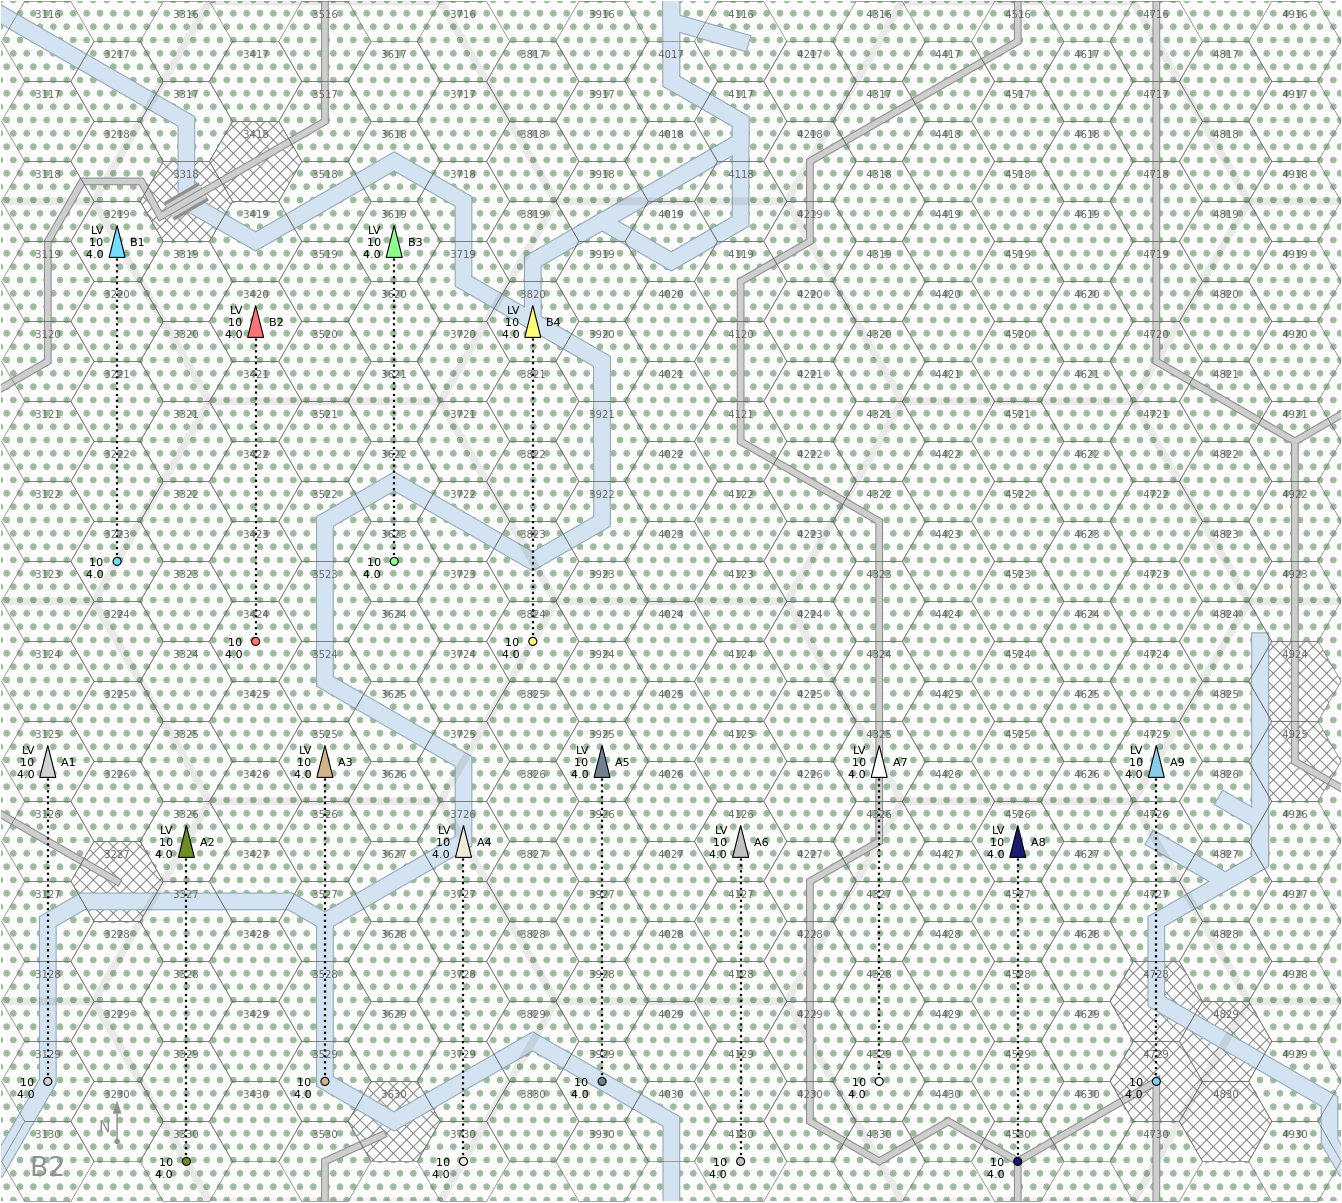 3116 3316 3516 3716 3916 4116 4316 4516 4716 4916
3217 3417 3617 3817 4017 4217 4417 4617 4817
3117 3317 3517 3717 3917 4117 4317 4517 4717 4917
3218 3418 3618 3818 4018 4218 4418 4618 4818
3118 3318 3518 3718 3918 4118 4318 4518 4718 4918
3219 3419 3619 3819 4019 4219 4419 4619 4819
LV LV
10 B1 10 B3
3119 4.0 3319 3519 4.0 3719 3919 4119 4319 4519 4719 4919
3220 3420 3620 3820 4020 4220 4420 4620 4820
LV LV
10 B2 10 B4
3120 3320 4.0 3520 3720 4.0 3920 4120 4320 4520 4720 4920
3221 3421 3621 3821 4021 4221 4421 4621 4821
3121 3321 3521 3721 3921 4121 4321 4521 4721 4921
3222 3422 3622 3822 4022 4222 4422 4622 4822
3122 3322 3522 3722 3922 4122 4322 4522 4722 4922
3223 3423 3623 3823 4023 4223 4423 4623 4823
10 10
3123 4.0 3323 3523 4.0 3723 3923 4123 4323 4523 4723 4923
3224 3424 3624 3824 4024 4224 4424 4624 4824
10 10
3124 3324 4.0 3524 3724 4.0 3924 4124 4324 4524 4724 4924
3225 3425 3625 3825 4025 4225 4425 4625 4825
3125 3325 3525 3725 3925 4125 4325 4525 4725 4925
LV LV LV LV LV
10 A1 10 A3 10 A5 10 A7 10 A9
4.0 3226 3426 4.0 3626 3826 4.0 4026 4226 4.0 4426 4626 4.0 4826
3126 3326 3526 3726 3926 4126 4326 4526 4726 4926
LV LV LV LV
10 A2 10 A4 10 A6 10 A8
3227 4.0 3427 3627 4.0 3827 4027 4.0 4227 4427 4.0 4627 4827
3127 3327 3527 3727 3927 4127 4327 4527 4727 4927
3228 3428 3628 3828 4028 4228 4428 4628 4828
3128 3328 3528 3728 3928 4128 4328 4528 4728 4928
3229 3429 3629 3829 4029 4229 4429 4629 4829
3129 3329 3529 3729 3929 4129 4329 4529 4729 4929
10 10 10 10 10
4.0 3230 3430 4.0 3630 3830 4.0 4030 4230 4.0 4430 4630 4.0 4830
N
3130 3330 3530 3730 3930 4130 4330 4530 4730 4930
10 10 10 10
B2 4.0 4.0 4.0 4.0